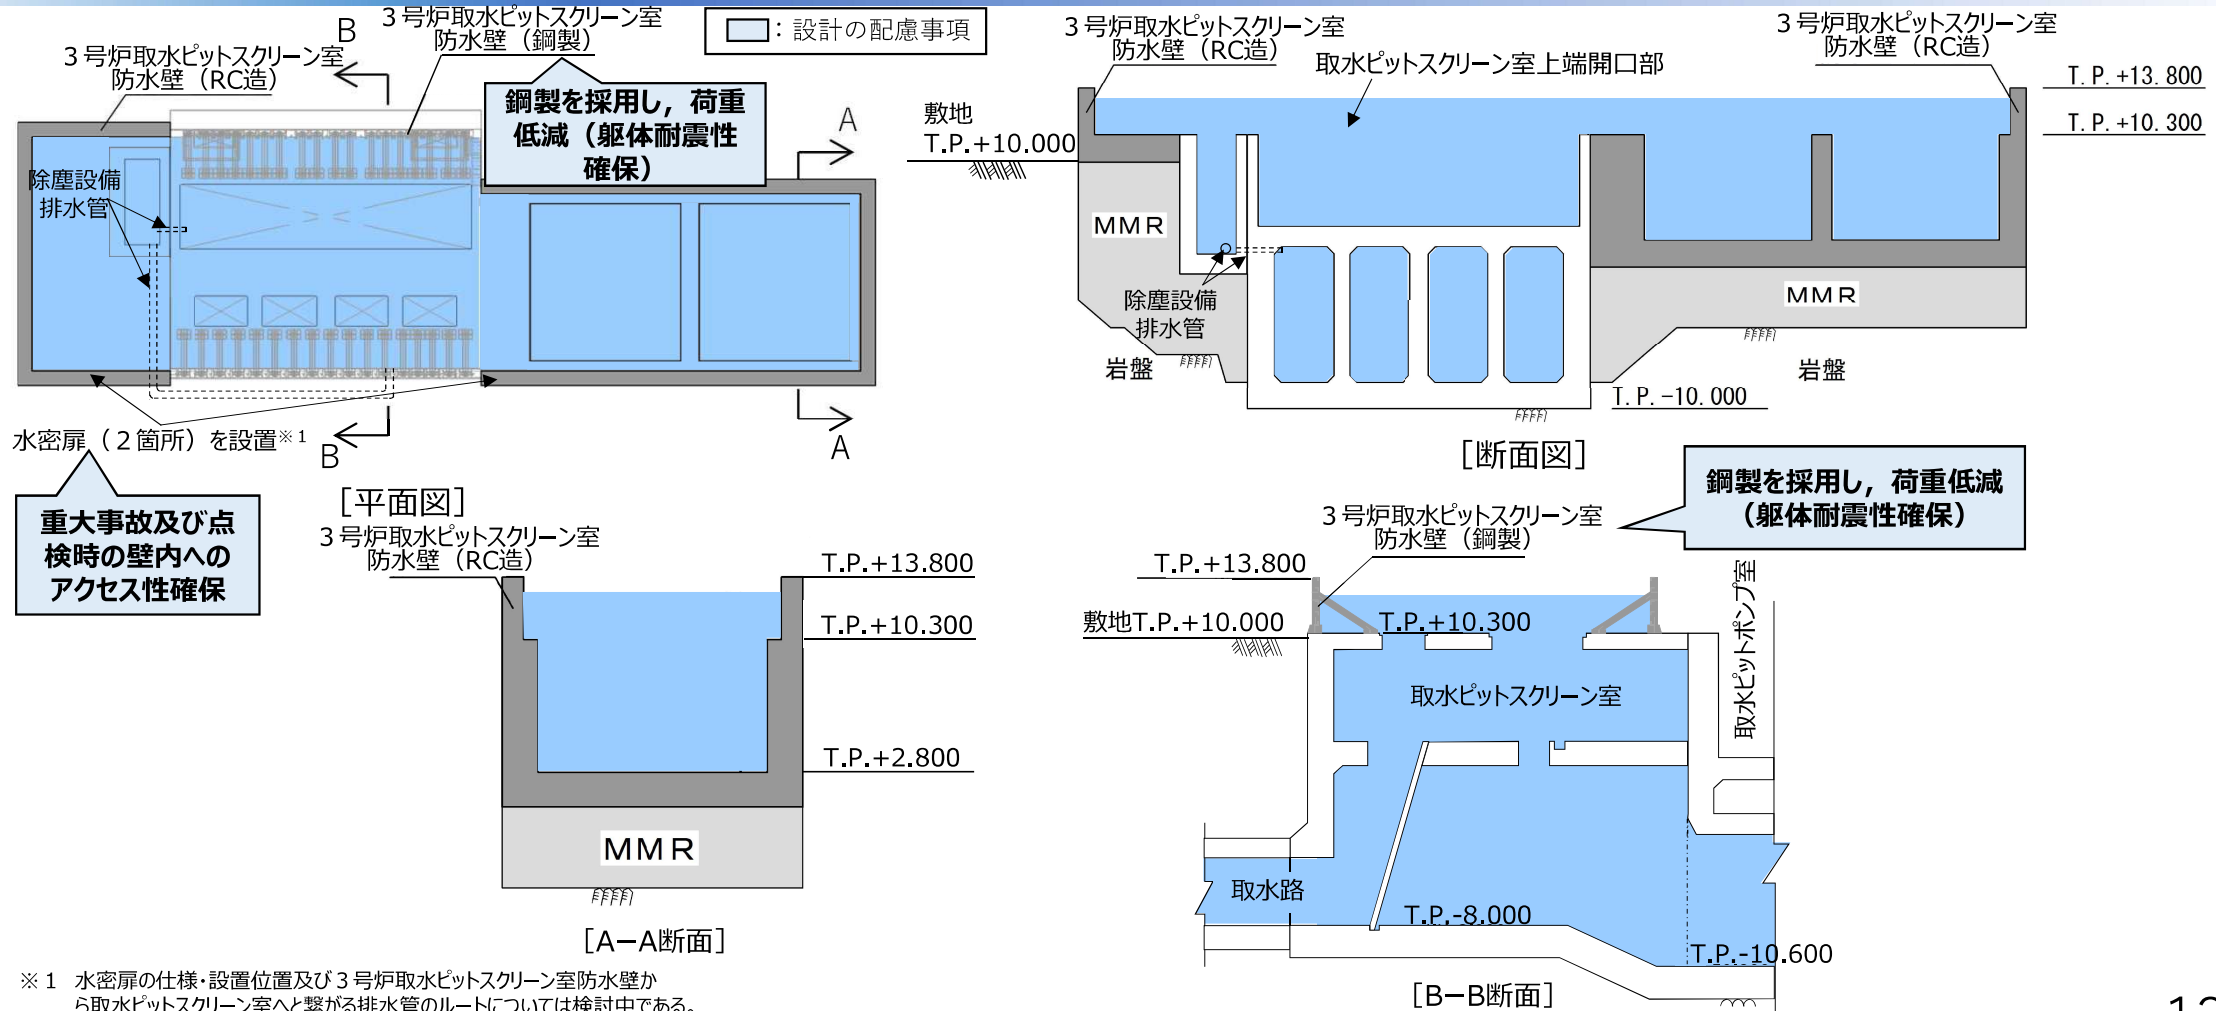 B
3号炉取水ピットスクリーン室
防水壁（鋼製）
3号炉取水ピットスクリーン室
防水壁（RC造）
：設計の配慮事項
鋼製を採用し，荷重
低減（躯体耐震性
確保）
A
除塵設備
排水管
水密扉（2箇所）を設置※1
B
A
[平面図]
重大事故及び点
検時の壁内への
アクセス性確保
3号炉取水ピットスクリーン室
防水壁（RC造）
3号炉取水ピットスクリーン室
防水壁（RC造）
取水ピットスクリーン室上端開口部
T.P.+13.800
T.P.+10.300
敷地
T.P.+10.000
MMR
除塵設備
排水管
岩盤
MMR
岩盤
T.P.-10.000
[断面図]
3号炉取水ピットスクリーン室
防水壁（RC造）
T.P.+13.800
T.P.+10.300
T.P.+2.800
MMR
[A－A断面]
鋼製を採用し，荷重低減
（躯体耐震性確保）
3号炉取水ピットスクリーン室
防水壁（鋼製）
T.P.+13.800
敷地T.P.+10.000
T.P.+10.300
取水ピットポンプ室
取水ピットスクリーン室
取水路
T.P.-8.000
T.P.-10.600
[B－B断面]
※1　水密扉の仕様・設置位置及び3号炉取水ピットスクリーン室防水壁か
ら取水ピットスクリーン室へと繋がる排水管のルートについては検討中である。